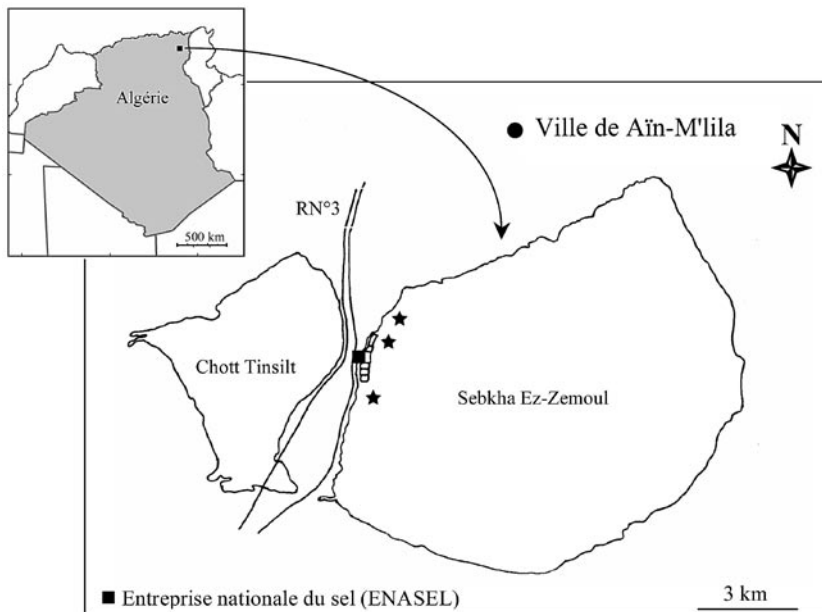 Algérie
500 km
Ville de Aïn-M'lila
N
RN°3
Chott Tinsilt
Sebkha Ez-Zemoul
Entreprise nationale du sel (ENASEL)
3 km